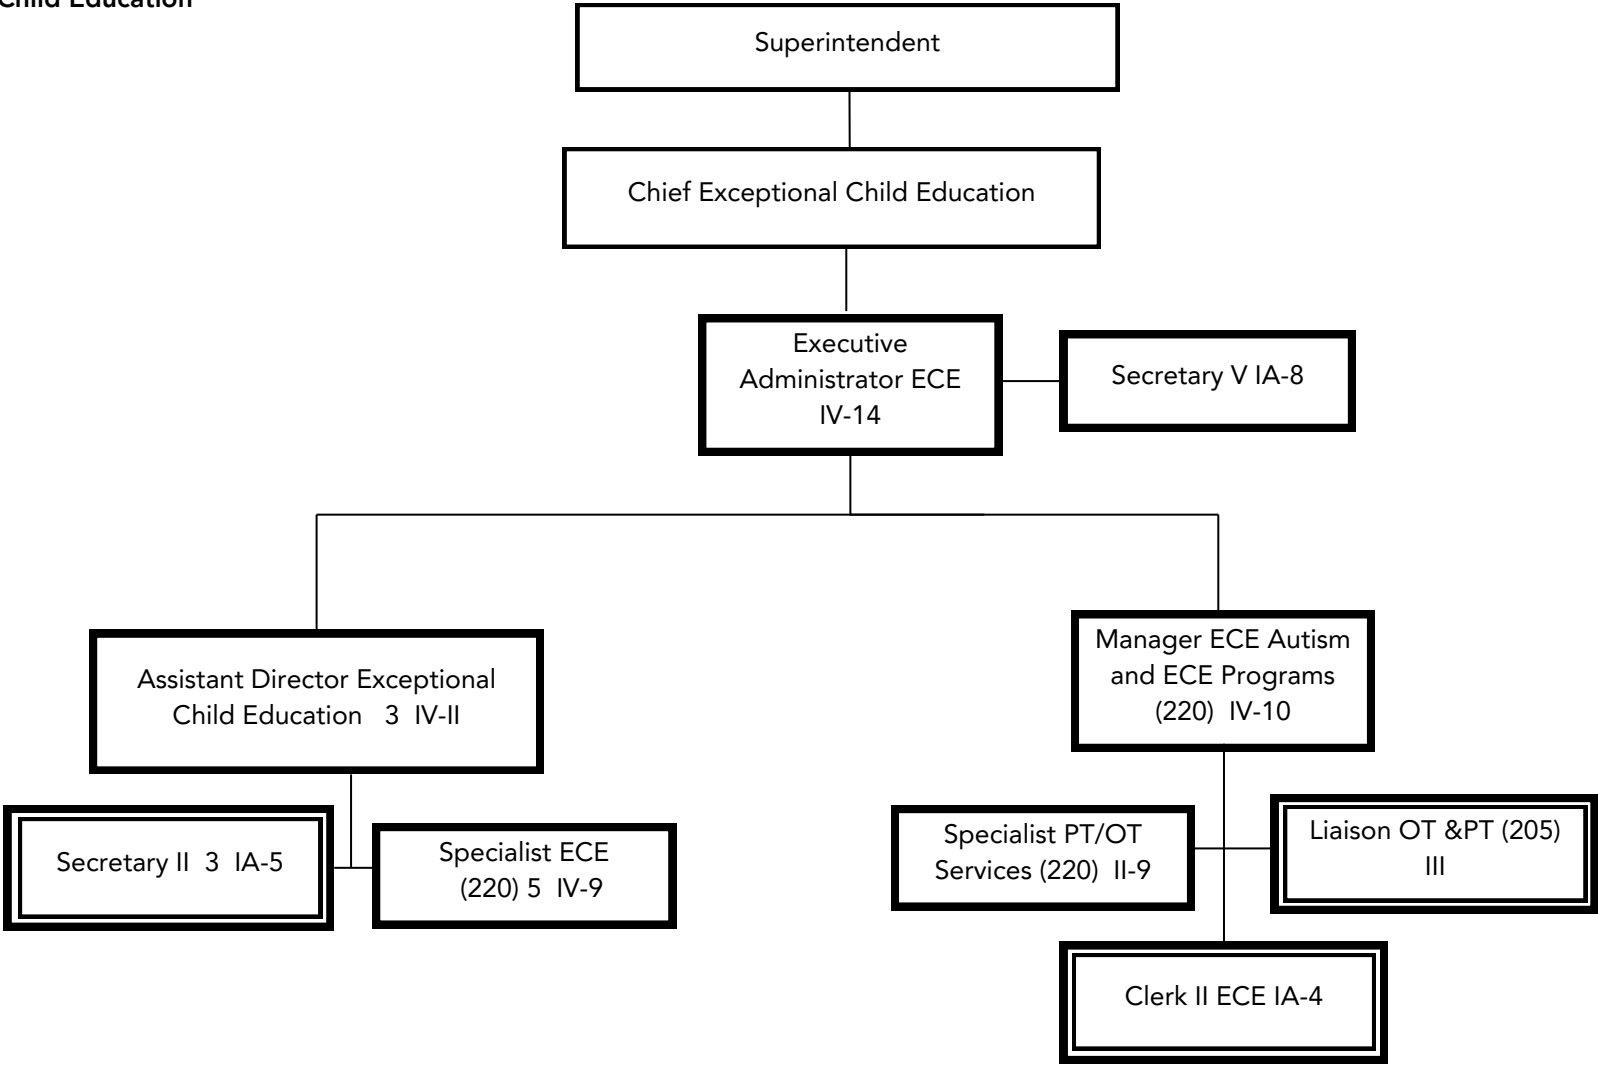 Child Education
Superintendent
Chief Exceptional Child Education
Executive
Administrator ECE
IV-14
Secretary V IA-8
Assistant Director Exceptional
Child Education 3 IV-II
Manager ECE Autism
and ECE Programs
(220) IV-10
Secretary II 3 IA-5
Specialist ECE
(220) 5 IV-9
Specialist PT/OT
Services (220) II-9
Liaison OT &PT (205)
III
Clerk II ECE IA-4